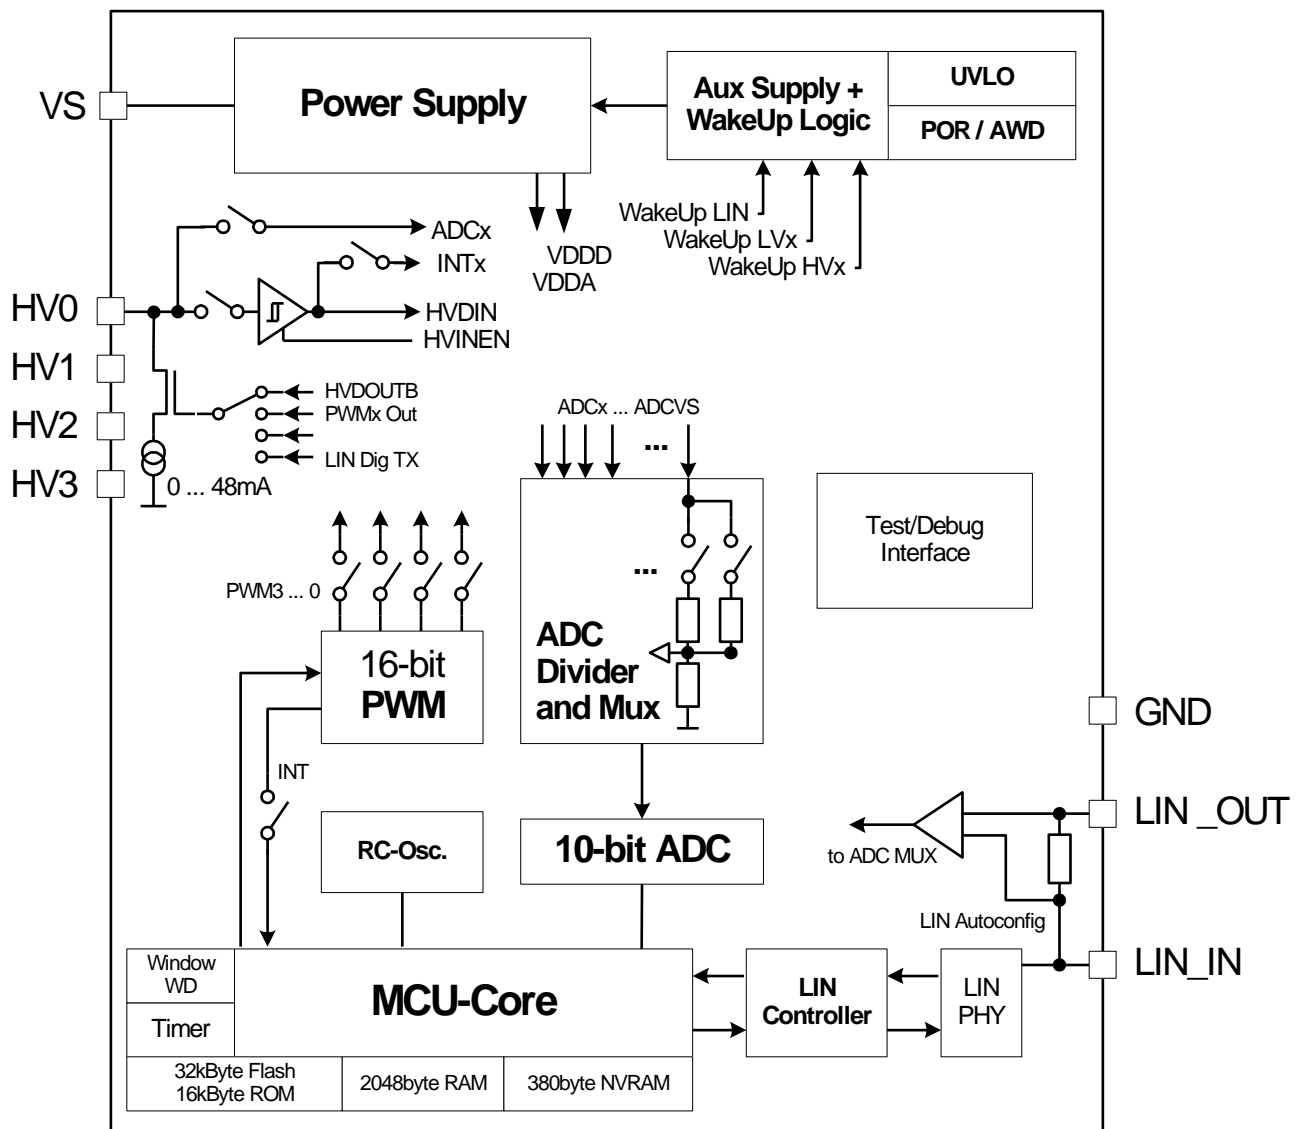 VS
Power Supply
Aux Supply +
WakeUp Logic
UVLO
POR / AWD
WakeUp LIN
WakeUp LVx
WakeUp HVx
VDDD
VDDA
ADCx
INTx
HV0
HVDIN
HVINEN
HV1
HV2
HV3
HVDOUTB
PWMx Out
LIN Dig TX
0 ... 48mA
ADCx ... ADCVS
...
...
ADC
Divider
and Mux
Test/Debug
Interface
PWM3 ... 0
16-bit
PWM
INT
GND
LIN _OUT
to ADC MUX
LIN Autoconfig
LIN_IN
RC-Osc.
10-bit ADC
Window
WD
Timer
MCU-Core
LIN
Controller
LIN
PHY
32kByte Flash
16kByte ROM
2048byte RAM
380byte NVRAM